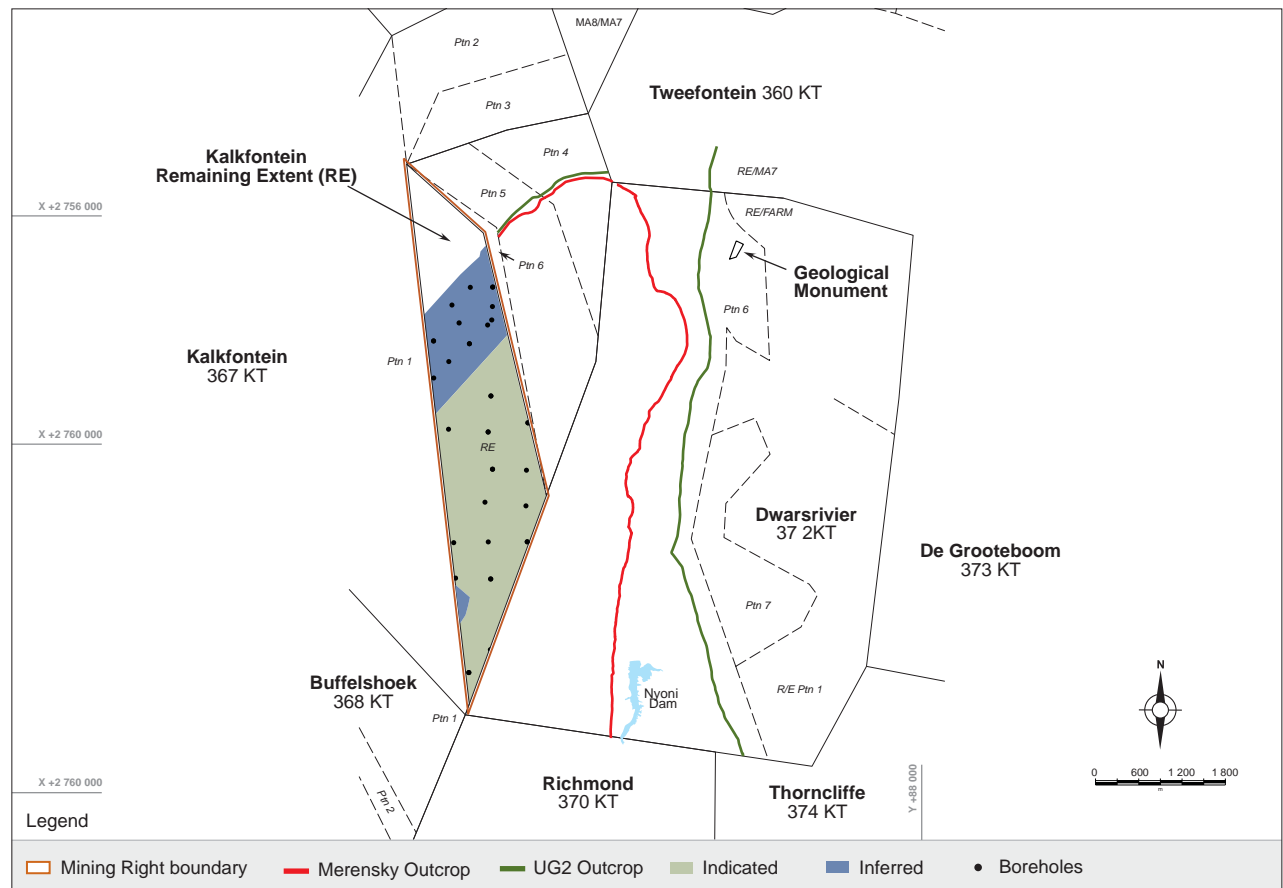 Ptn 2
MA8/MA7
Tweefontein 360 KT
Ptn 3
Kalkfontein
Remaining Extent (RE)
Ptn 4
RE/MA7
Ptn 5
X +2 756 000
RE/FARM
Ptn 6
Geological
Monument
Ptn 6
Kalkfontein
367 KT
Ptn 1
X +2 760 000
RE
Dwarsrivier
37 2KT
De Grooteboom
373 KT
Ptn 7
Buffelshoek
368 KT
Ptn 1
Nyoni
Dam
R/E Ptn 1
N
X +2 760 000
Ptn 2
Richmond
370 KT
Thorncliffe
374 KT
Y +88 000
0 600 1 200 1 800
m
Legend
Mining Right boundary Merensky Outcrop UG2 Outcrop Indicated Inferred Boreholes